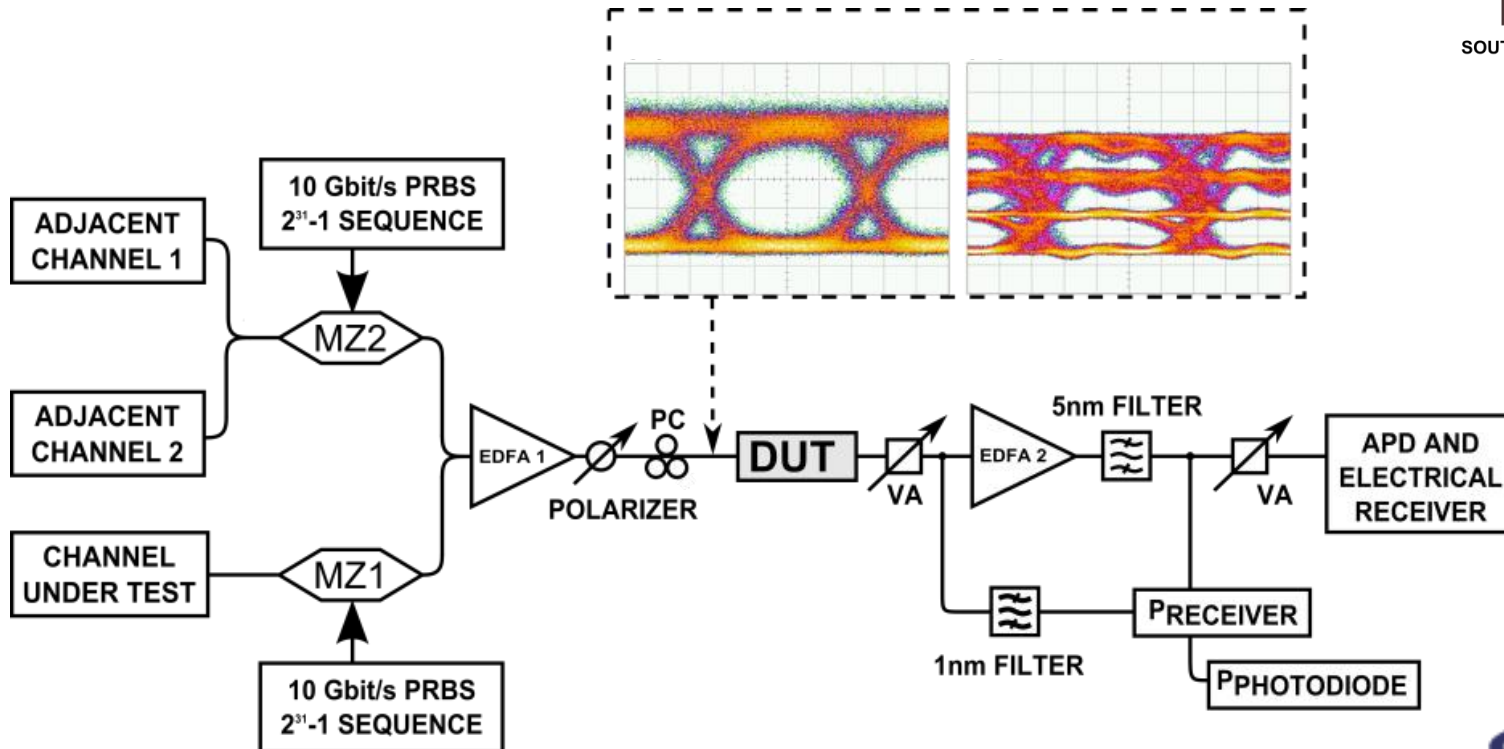 SOUT
10 Gbit/s PRBS
2³¹-1 SEQUENCE
ADJACENT
CHANNEL 1
MZ2
ADJACENT
CHANNEL 2
PC
5nm FILTER
EDFA 1
DUT
EDFA 2
APD AND
ELECTRICAL
RECEIVER
POLARIZER
VA
VA
CHANNEL
UNDER TEST
MZ1
PRECEIVER
1nm FILTER
PPHOTODIODE
10 Gbit/s PRBS
2³¹-1 SEQUENCE